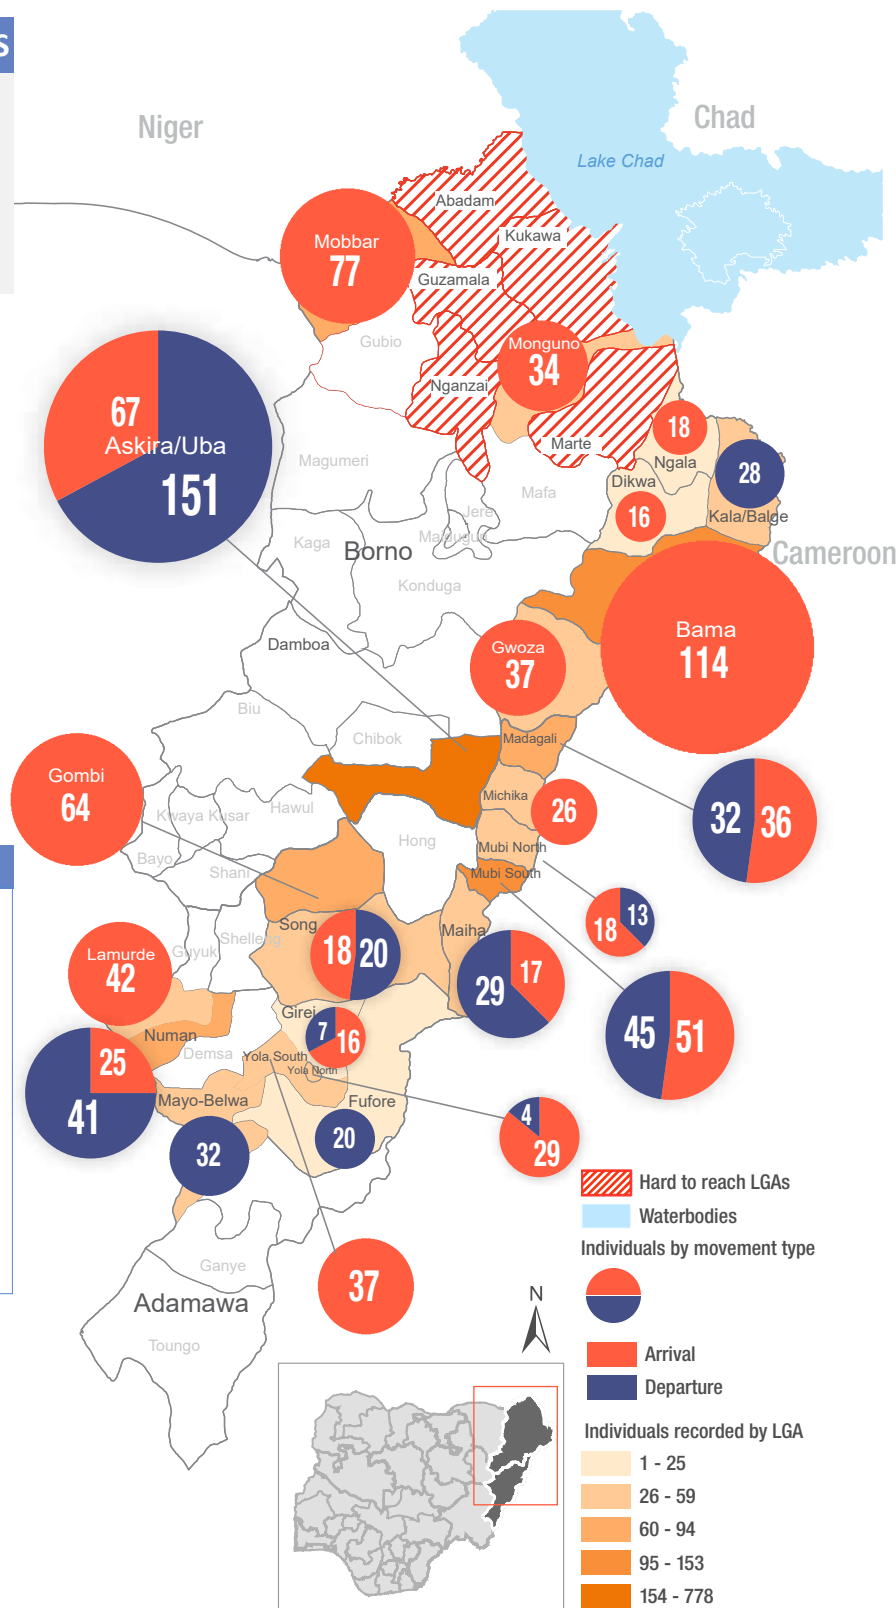 S
Niger
Chad
Lake Chad
Abadam
Mobbar
77
Kukawa
Guzamala
Gubio
Monguno
34
Nganzai
67
Askira/Uba
151
Marte
18
Ngala
Magumeri
28
Dikwa
Mafa
16
Kala/Balge
Jere
Maiduguri
Kaga
Borno
Cameroon
Konduga
Bama
114
Damboa
Gwoza
37
Biu
Chibok
Madagali
Gombi
64
Michika
26
32
36
Kwaya Kusar
Hawul
Hong
Mubi North
Bayo
Shani
Mubi South
18
13
Song
Shelleng
Maiha
Guyuk
18
20
Lamurde
42
29
17
Girei
7
16
Numan
45
51
Demsa
Yola South
Yola North
25
41
Mayo-Belwa
Fufore
4
29
32
20
Hard to reach LGAs
Waterbodies
Individuals by movement type
Ganye
37
Adamawa
N
Toungo
Arrival
Departure
Individuals recorded by LGA
1 - 25
26 - 59
60 - 94
95 - 153
154 - 778